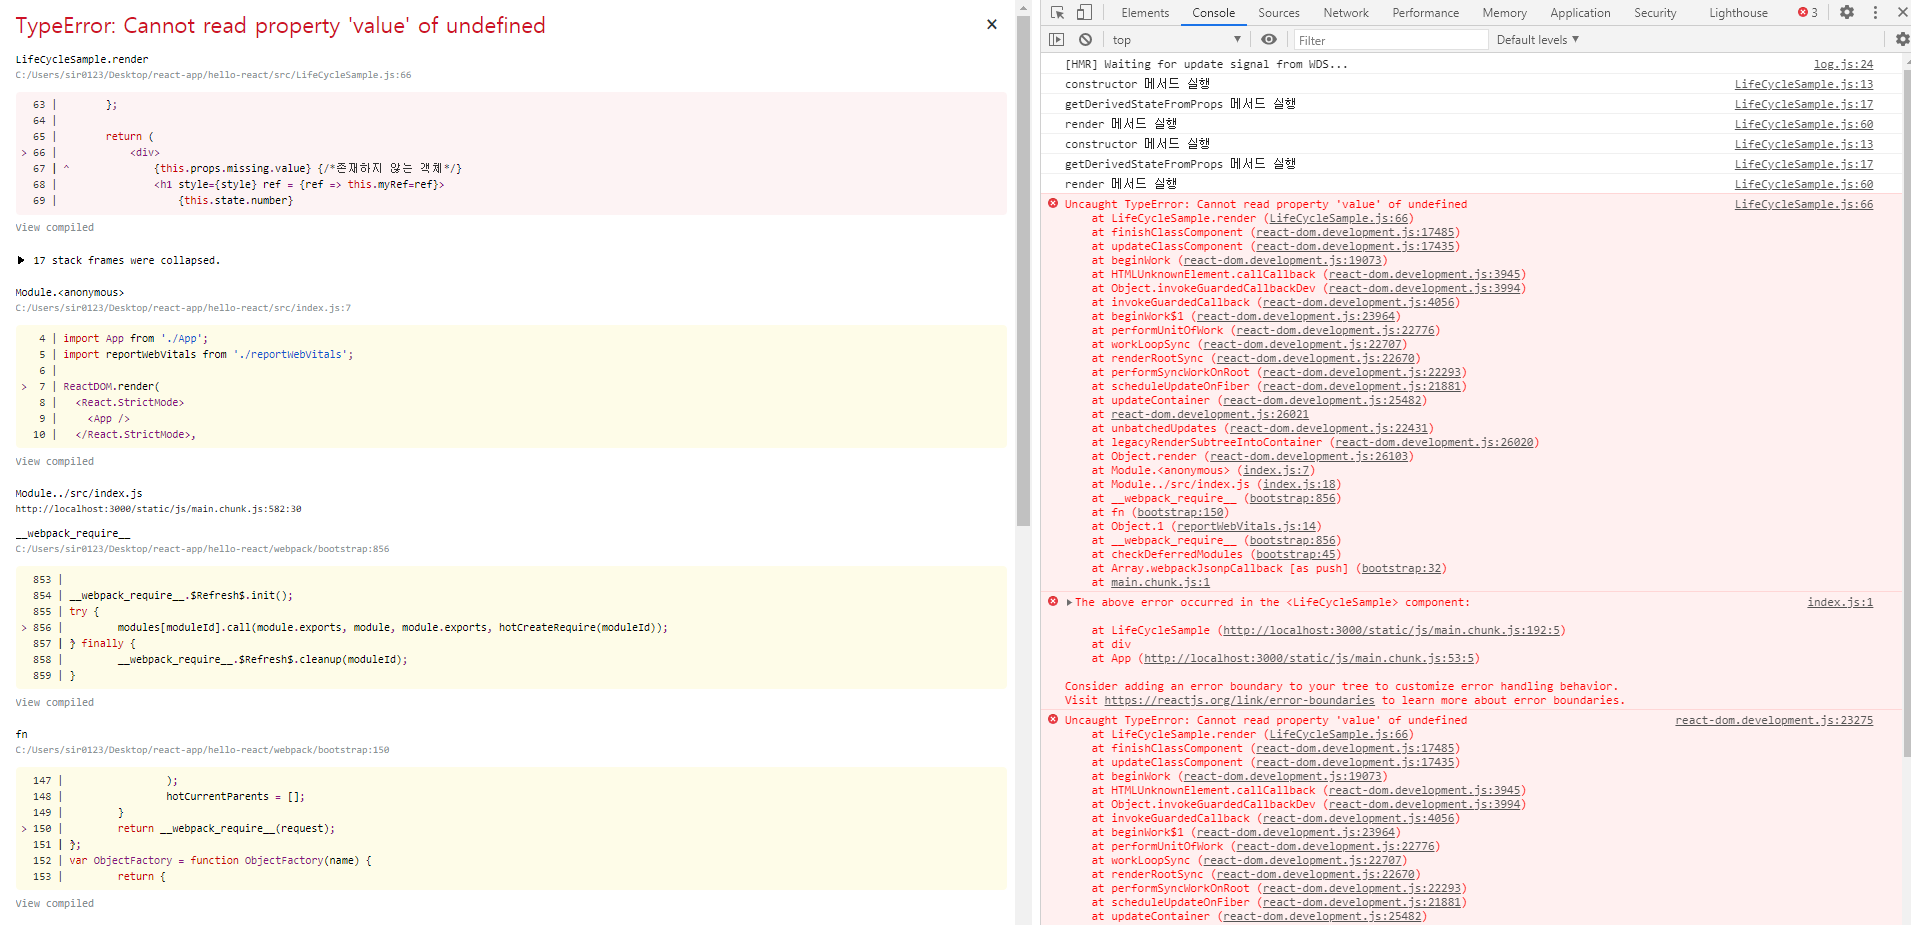 TypeError: Cannot read property 'value' of undefined
×
LifeCycleSample.render
C:/Users/sir0123/Desktop/react-app/hello-react/src/LifeCycleSample.js:66
63 | };
64 |
65 | return (
> 66 | <div>
67 | ^ {this.props.missing.value} {/*존재하지 않는 객체*/}
68 | <h1 style={style} ref = {ref => this.myRef=ref}>
69 | {this.state.number}
View compiled
▶ 17 stack frames were collapsed.
Module.<anonymous>
C:/Users/sir0123/Desktop/react-app/hello-react/src/index.js:7
4 | import App from './App';
5 | import reportWebVitals from './reportWebVitals';
6 |
> 7 | ReactDOM.render(
8 | <React.StrictMode>
9 | <App />
10 | </React.StrictMode>,
View compiled
Module../src/index.js
http://localhost:3000/static/js/main.chunk.js:582:30
__webpack_require__
C:/Users/sir0123/Desktop/react-app/hello-react/webpack/bootstrap:856
853 |
854 | __webpack_require__.$Refresh$.init();
855 | try {
> 856 | modules[moduleId].call(module.exports, module, module.exports, hotCreateRequire(moduleId));
857 | } finally {
858 | __webpack_require__.$Refresh$.cleanup(moduleId);
859 | }
View compiled
fn
C:/Users/sir0123/Desktop/react-app/hello-react/webpack/bootstrap:150
147 | );
148 | hotCurrentParents = [];
149 | }
> 150 | return __webpack_require__(request);
151 | };
152 | var ObjectFactory = function ObjectFactory(name) {
153 | return {
View compiled
Elements Console Sources Network Performance Memory Application Security Lighthouse 3
top Filter Default levels
[HMR] Waiting for update signal from WDS... log.js:24
constructor 메서드 실행 LifeCycleSample.js:13
getDerivedStateFromProps 메서드 실행 LifeCycleSample.js:17
render 메서드 실행 LifeCycleSample.js:60
constructor 메서드 실행 LifeCycleSample.js:13
getDerivedStateFromProps 메서드 실행 LifeCycleSample.js:17
render 메서드 실행 LifeCycleSample.js:60
Uncaught TypeError: Cannot read property 'value' of undefined LifeCycleSample.js:66
at LifeCycleSample.render (LifeCycleSample.js:66)
at finishClassComponent (react-dom.development.js:17485)
at updateClassComponent (react-dom.development.js:17435)
at beginWork (react-dom.development.js:19073)
at HTMLUnknownElement.callCallback (react-dom.development.js:3945)
at Object.invokeGuardedCallbackDev (react-dom.development.js:3994)
at invokeGuardedCallback (react-dom.development.js:4056)
at beginWork$1 (react-dom.development.js:23964)
at performUnitOfWork (react-dom.development.js:22776)
at workLoopSync (react-dom.development.js:22707)
at renderRootSync (react-dom.development.js:22670)
at performSyncWorkOnRoot (react-dom.development.js:22293)
at scheduleUpdateOnFiber (react-dom.development.js:21881)
at updateContainer (react-dom.development.js:25482)
at react-dom.development.js:26021
at unbatchedUpdates (react-dom.development.js:22431)
at legacyRenderSubtreeIntoContainer (react-dom.development.js:26020)
at Object.render (react-dom.development.js:26103)
at Module.<anonymous> (index.js:7)
at Module../src/index.js (index.js:18)
at __webpack_require__ (bootstrap:856)
at fn (bootstrap:150)
at Object.1 (reportWebVitals.js:14)
at __webpack_require__ (bootstrap:856)
at checkDeferredModules (bootstrap:45)
at Array.webpackJsonpCallback [as push] (bootstrap:32)
at main.chunk.js:1
▶The above error occurred in the <LifeCycleSample> component: index.js:1
at LifeCycleSample (http://localhost:3000/static/js/main.chunk.js:192:5)
at div
at App (http://localhost:3000/static/js/main.chunk.js:53:5)
Consider adding an error boundary to your tree to customize error handling behavior.
Visit https://reactjs.org/link/error-boundaries to learn more about error boundaries.
Uncaught TypeError: Cannot read property 'value' of undefined react-dom.development.js:23275
at LifeCycleSample.render (LifeCycleSample.js:66)
at finishClassComponent (react-dom.development.js:17485)
at updateClassComponent (react-dom.development.js:17435)
at beginWork (react-dom.development.js:19073)
at HTMLUnknownElement.callCallback (react-dom.development.js:3945)
at Object.invokeGuardedCallbackDev (react-dom.development.js:3994)
at invokeGuardedCallback (react-dom.development.js:4056)
at beginWork$1 (react-dom.development.js:23964)
at performUnitOfWork (react-dom.development.js:22776)
at workLoopSync (react-dom.development.js:22707)
at renderRootSync (react-dom.development.js:22670)
at performSyncWorkOnRoot (react-dom.development.js:22293)
at scheduleUpdateOnFiber (react-dom.development.js:21881)
at updateContainer (react-dom.development.js:25482)